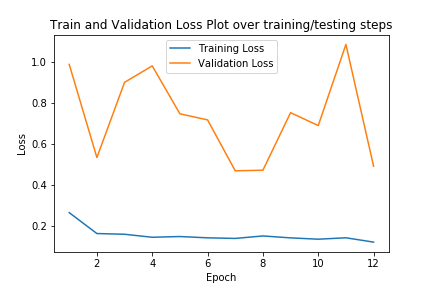 Train and Validation Loss Plot over training/testing steps
Training Loss
Validation Loss
1.0
0.8
0.6
0.4
0.2
Loss
2 4 6 8 10 12
Epoch